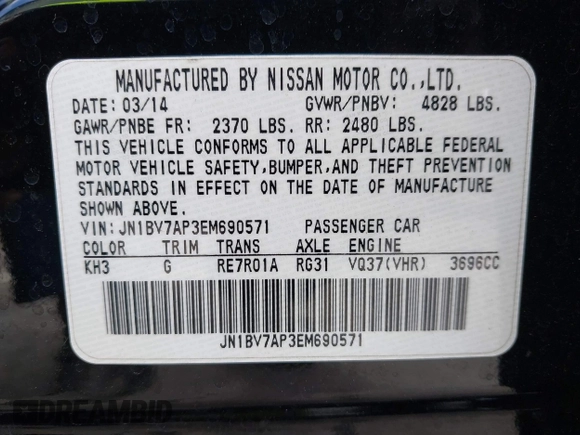 MANUFACTURED BY NISSAN MOTOR CO.,LTD.
DATE: 03/14 GVWR/PNBV: 4828 LBS.
GAWR/PNBE FR: 2370 LBS. RR: 2480 LBS.
THIS VEHICLE CONFORMS TO ALL APPLICABLE FEDERAL
MOTOR VEHICLE SAFETY,BUMPER,AND THEFT PREVENTION
STANDARDS IN EFFECT ON THE DATE OF MANUFACTURE
SHOWN ABOVE.
VIN:JN1BV7AP3EM690571 PASSENGER CAR
COLOR TRIM TRANS AXLE ENGINE
KH3 G RE7R01A RG31 VQ37(VHR) 3696CC
JN1BV7AP3EM690571
DREAMBID